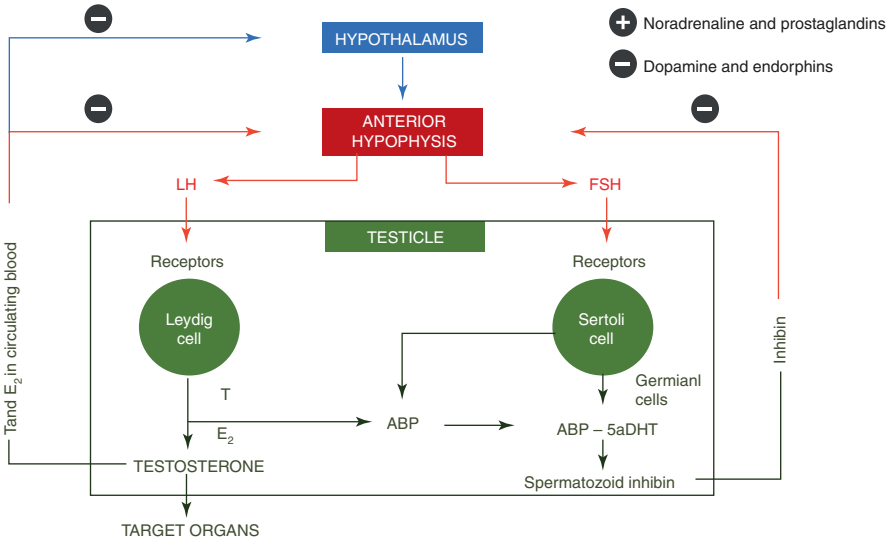 HYPOTHALAMUS
+ Noradrenaline and prostaglandins
− Dopamine and endorphins
−
−
−
ANTERIOR
HYPOPHYSIS
LH
FSH
TESTICLE
Receptors
Receptors
Leydig
cell
Sertoli
cell
Tand E₂ in circulating blood
Inhibin
T
E₂
ABP
Germianl
cells
ABP – 5aDHT
TESTOSTERONE
Spermatozoid inhibin
TARGET ORGANS